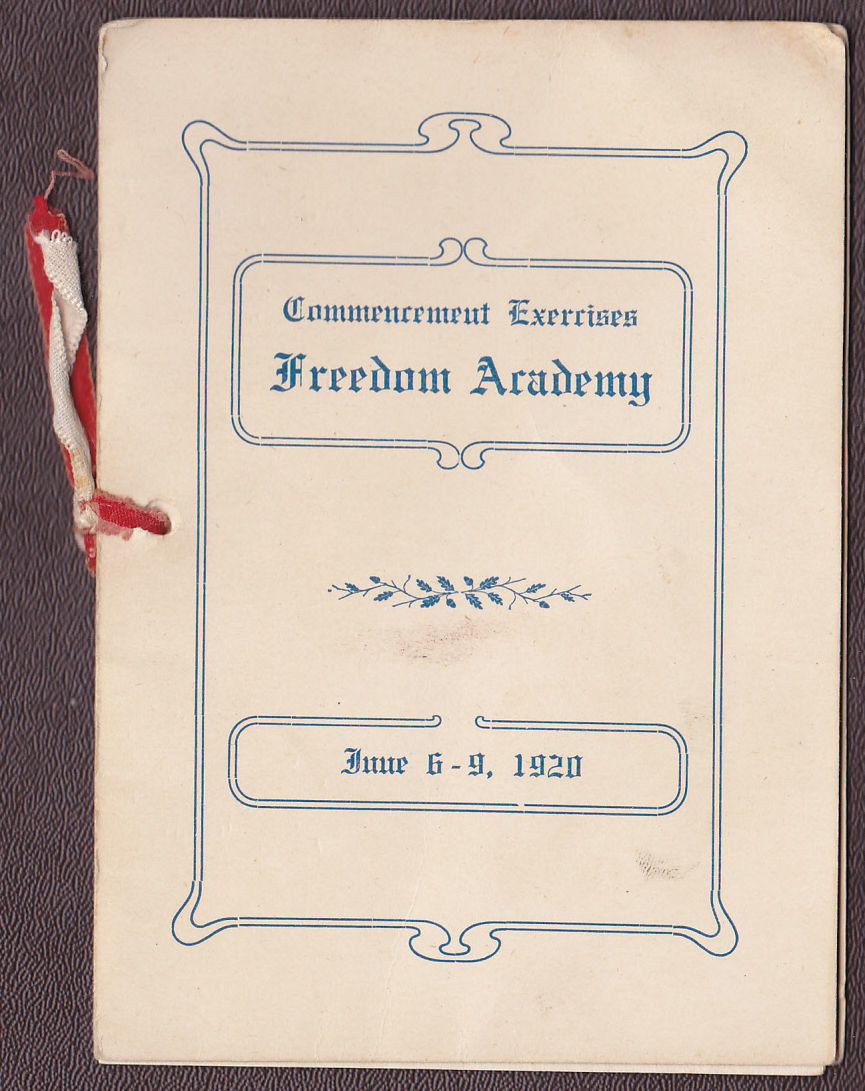 Commencement Exercises
Freedom Academy
June 6-9, 1920